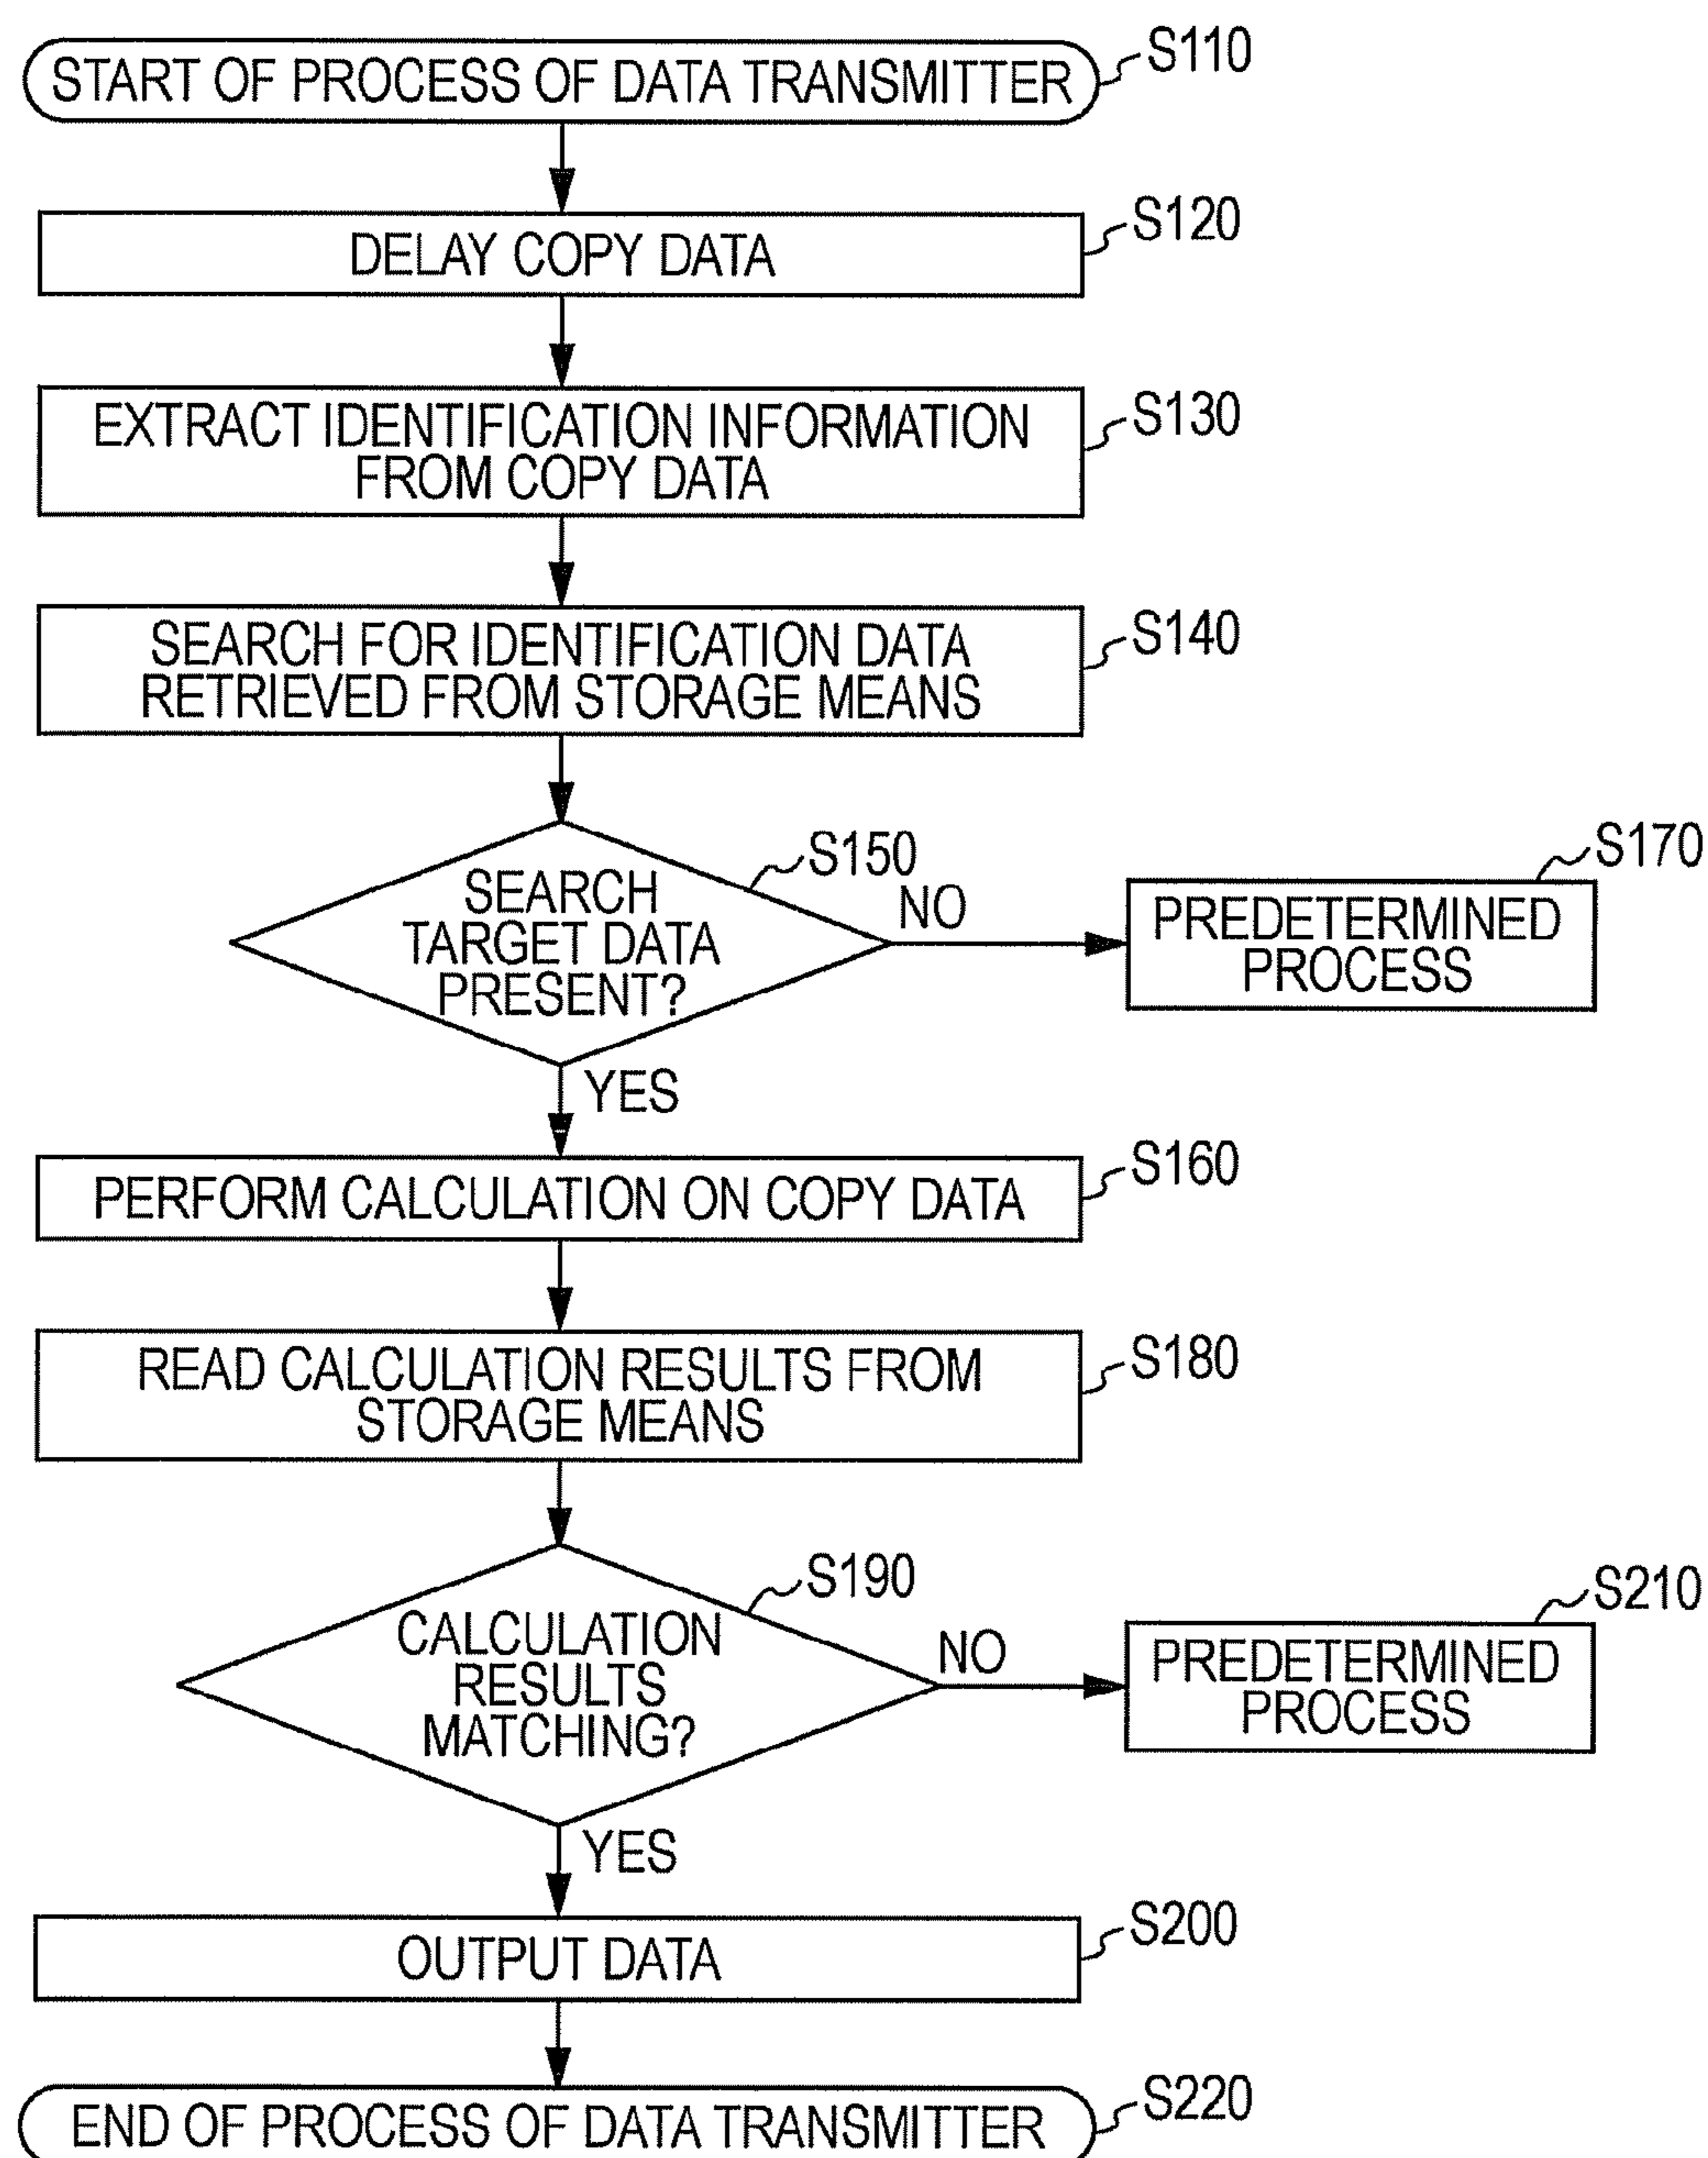 START OF PROCESS OF DATA TRANSMITTER
S110
DELAY COPY DATA
S120
EXTRACT IDENTIFICATION INFORMATION
FROM COPY DATA
S130
SEARCH FOR IDENTIFICATION DATA
RETRIEVED FROM STORAGE MEANS
S140
SEARCH
TARGET DATA
PRESENT?
S150
NO
PREDETERMINED
PROCESS
S170
YES
PERFORM CALCULATION ON COPY DATA
S160
READ CALCULATION RESULTS FROM
STORAGE MEANS
S180
CALCULATION
RESULTS
MATCHING?
S190
NO
PREDETERMINED
PROCESS
S210
YES
OUTPUT DATA
S200
END OF PROCESS OF DATA TRANSMITTER
S220